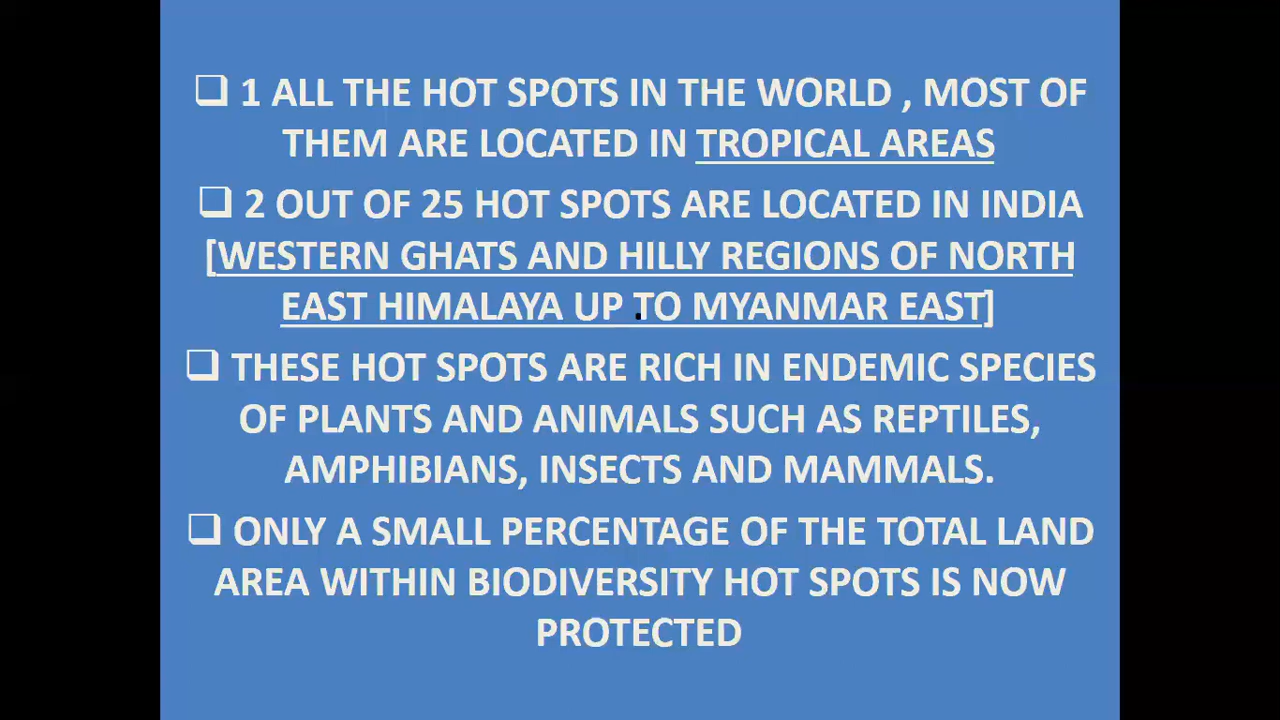 ❑ 1 ALL THE HOT SPOTS IN THE WORLD , MOST OF
THEM ARE LOCATED IN TROPICAL AREAS
❑ 2 OUT OF 25 HOT SPOTS ARE LOCATED IN INDIA
[WESTERN GHATS AND HILLY REGIONS OF NORTH
EAST HIMALAYA UP TO MYANMAR EAST]
❑ THESE HOT SPOTS ARE RICH IN ENDEMIC SPECIES
OF PLANTS AND ANIMALS SUCH AS REPTILES,
AMPHIBIANS, INSECTS AND MAMMALS.
❑ ONLY A SMALL PERCENTAGE OF THE TOTAL LAND
AREA WITHIN BIODIVERSITY HOT SPOTS IS NOW
PROTECTED